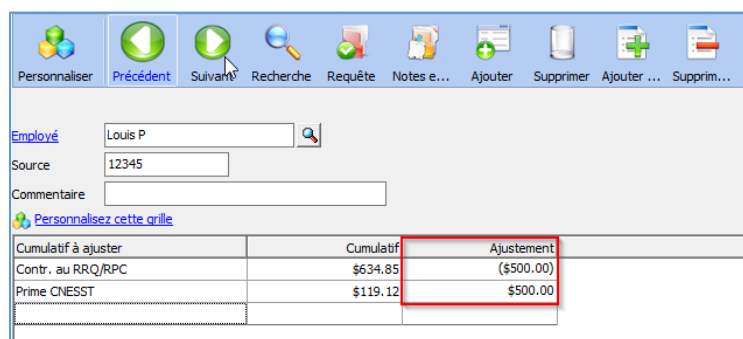 Personnaliser Précédent Suivant Recherche Requête Notes e... Ajouter Supprimer Ajouter ... Supprim...
Employé Louis P
Source 12345
Commentaire
Personnalisez cette grille
Cumulatif à ajuster Cumulatif Ajustement
Contr. au RRQ/RPC $634.85 ($500.00)
Prime CNESST $119.12 $500.00